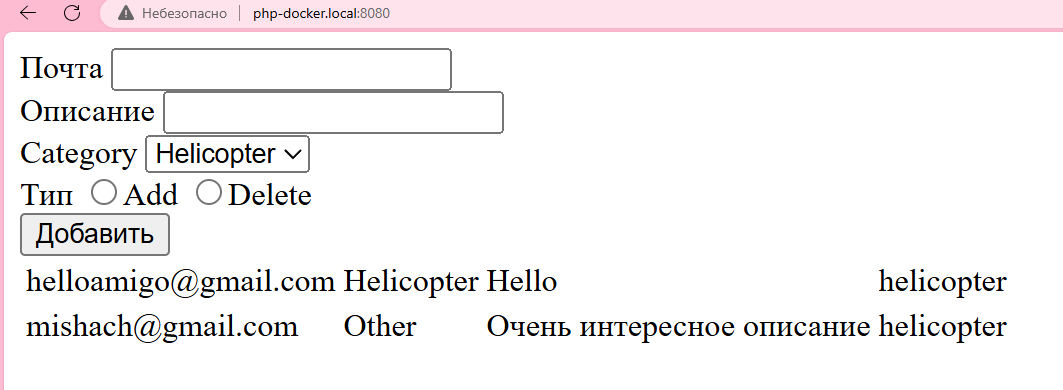 Небезопасно php-docker.local:8080
Почта
Описание
Category Helicopter
Тип Add Delete
Добавить
helloamigo@gmail.com Helicopter Hello helicopter
mishach@gmail.com Other Очень интересное описание helicopter